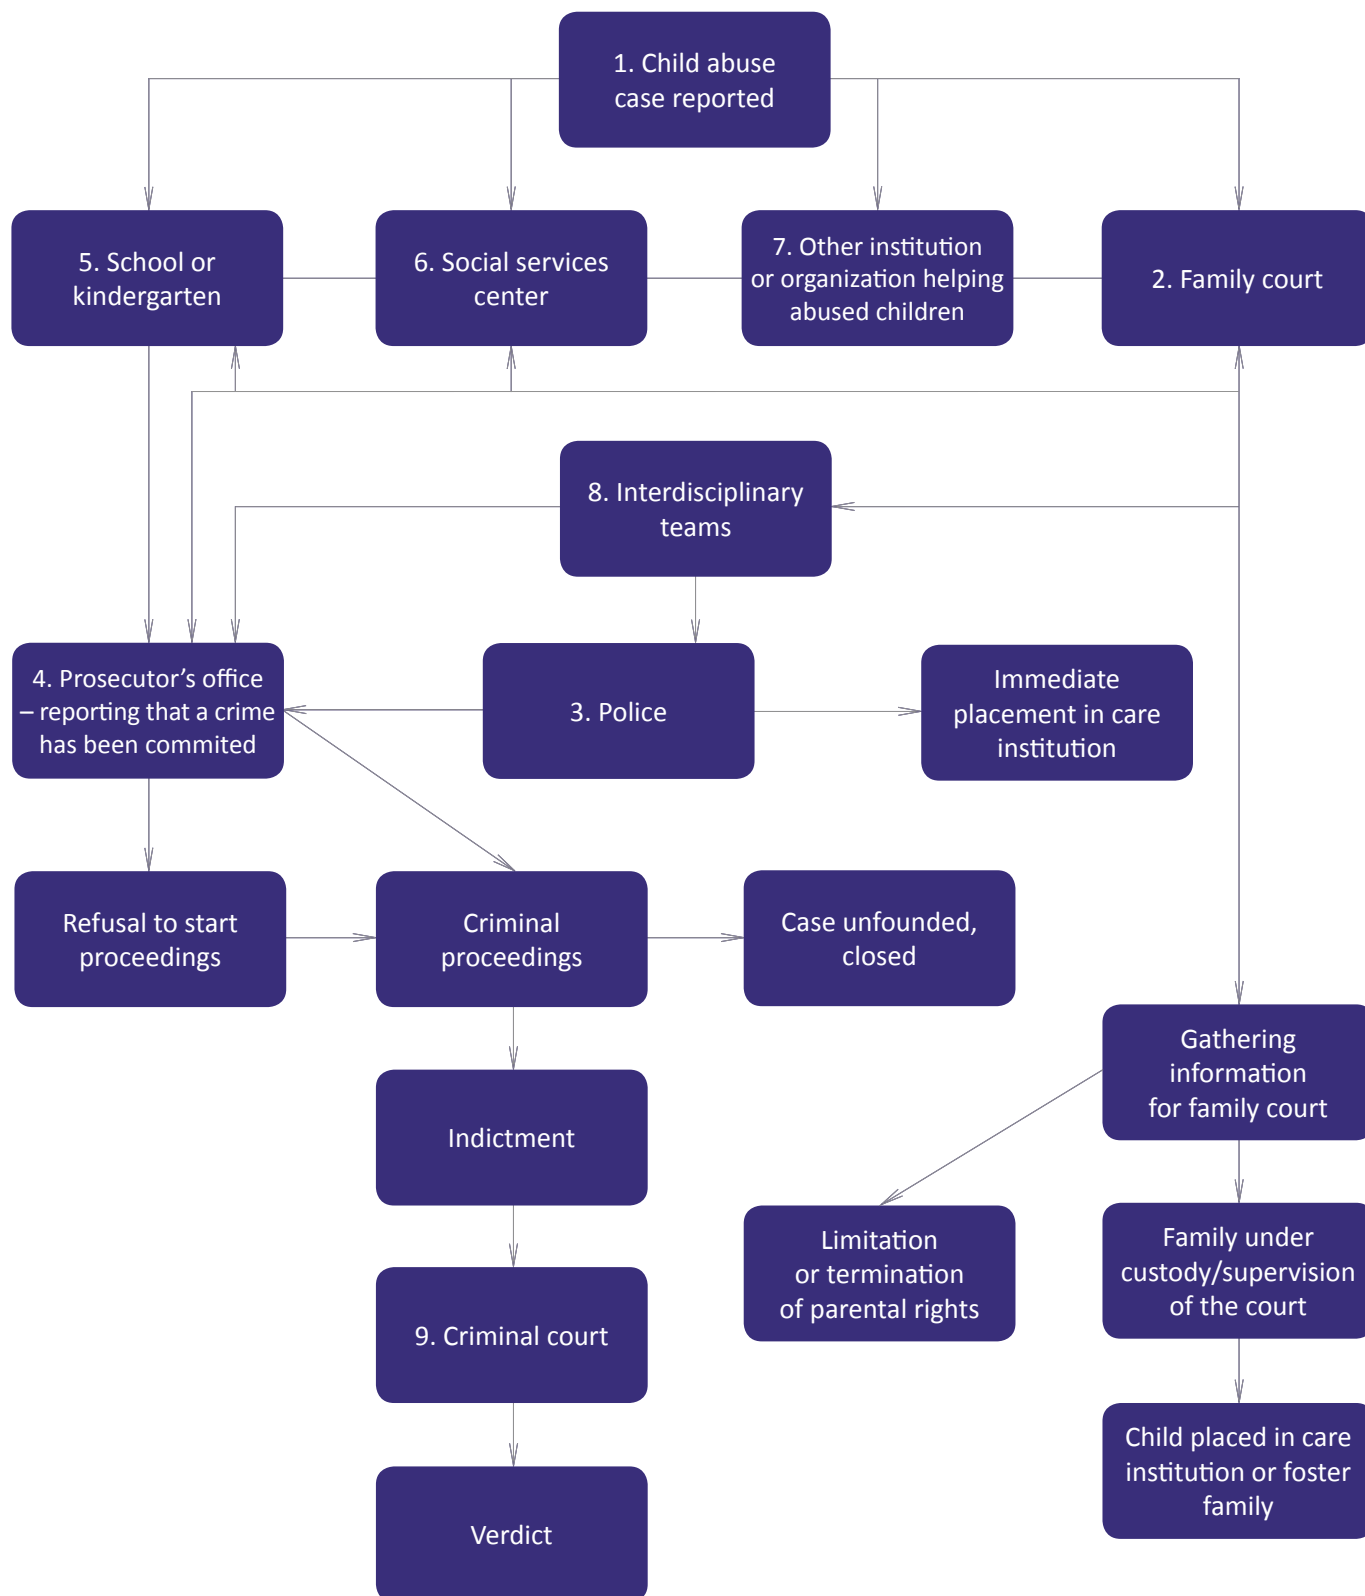 1. Child abuse
case reported
5. School or
kindergarten
6. Social services
center
7. Other institution
or organization helping
abused children
2. Family court
8. Interdisciplinary
teams
4. Prosecutor’s office
– reporting that a crime
has been commited
3. Police
Immediate
placement in care
institution
Refusal to start
proceedings
Criminal
proceedings
Case unfounded,
closed
Gathering
information
for family court
Indictment
Limitation
or termination
of parental rights
Family under
custody/supervision
of the court
9. Criminal court
Child placed in care
institution or foster
family
Verdict